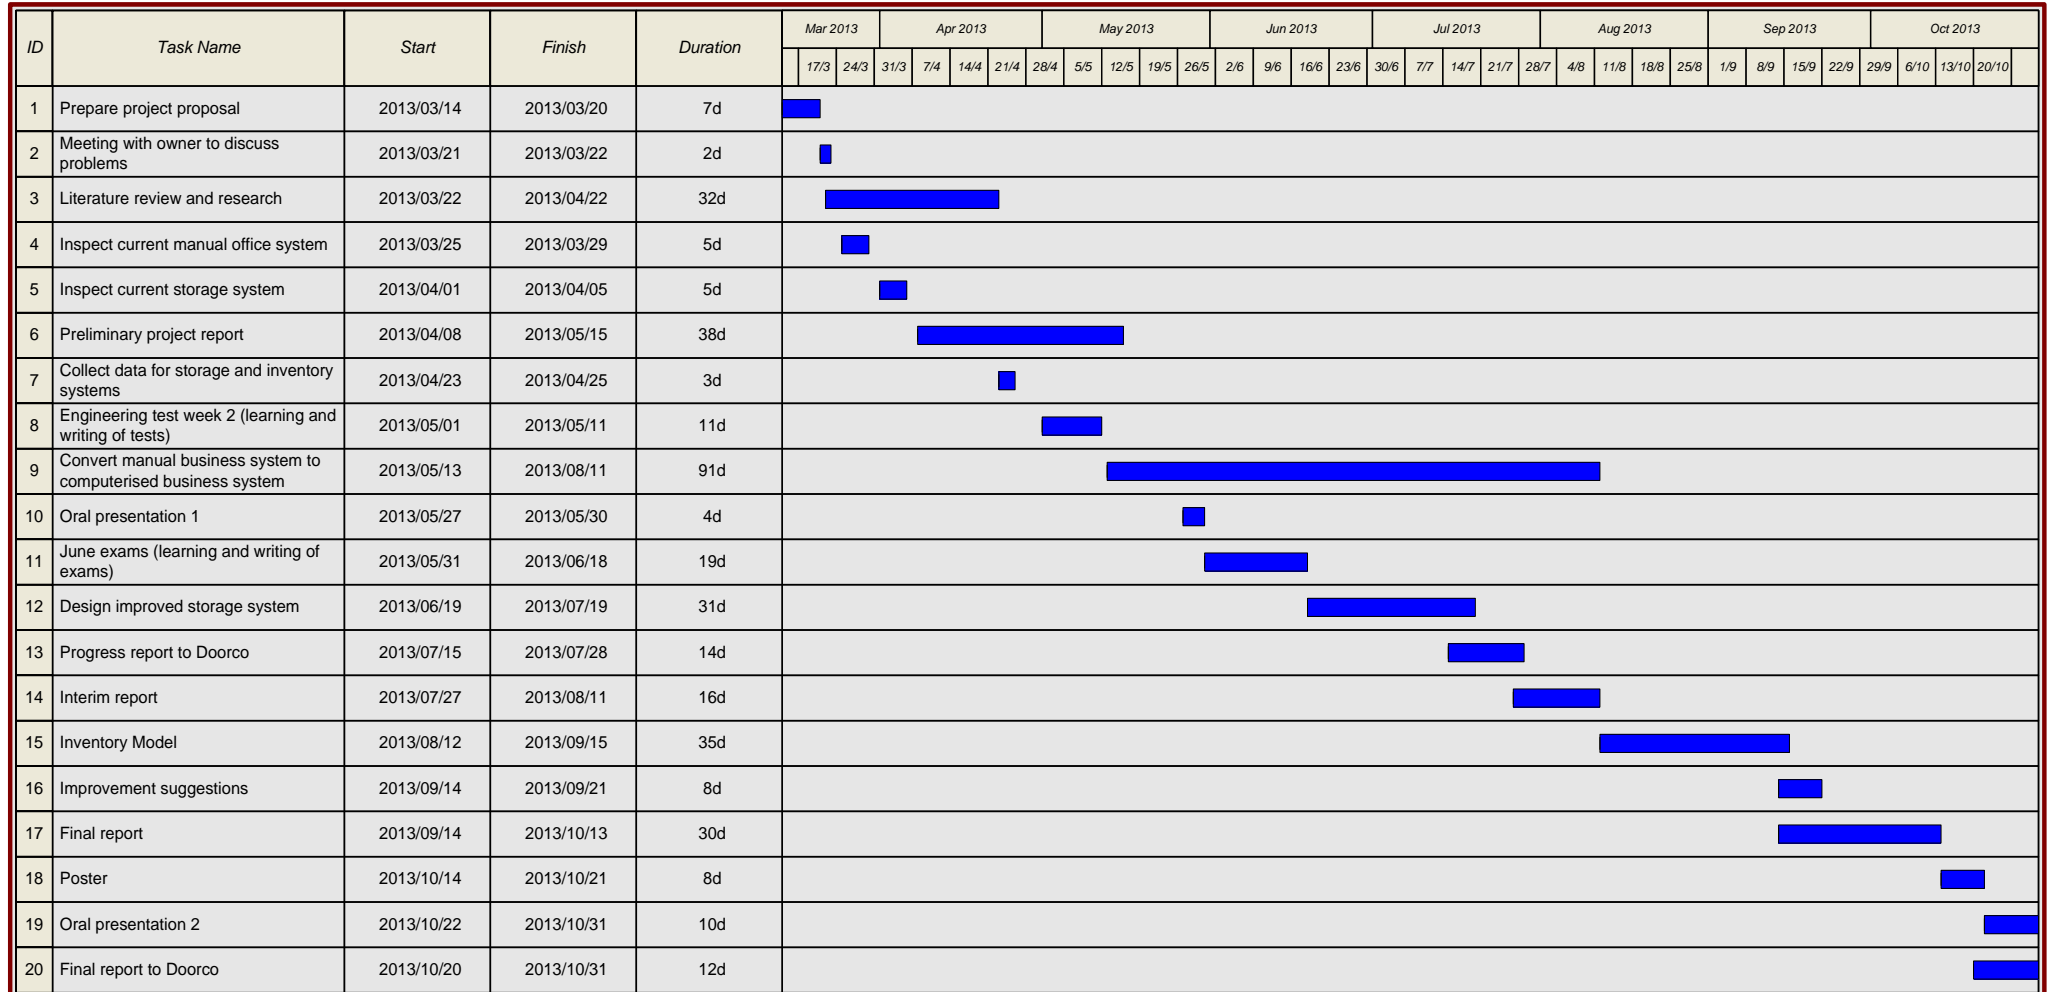 ID Task Name Start Finish Duration Mar 2013 Apr 2013 May 2013 Jun 2013 Jul 2013 Aug 2013 Sep 2013 Oct 2013
17/3 24/3 31/3 7/4 14/4 21/4 28/4 5/5 12/5 19/5 26/5 2/6 9/6 16/6 23/6 30/6 7/7 14/7 21/7 28/7 4/8 11/8 18/8 25/8 1/9 8/9 15/9 22/9 29/9 6/10 13/10 20/10
1 Prepare project proposal 2013/03/14 2013/03/20 7d
2 Meeting with owner to discuss
problems 2013/03/21 2013/03/22 2d
3 Literature review and research 2013/03/22 2013/04/22 32d
4 Inspect current manual office system 2013/03/25 2013/03/29 5d
5 Inspect current storage system 2013/04/01 2013/04/05 5d
6 Preliminary project report 2013/04/08 2013/05/15 38d
7 Collect data for storage and inventory
systems 2013/04/23 2013/04/25 3d
8 Engineering test week 2 (learning and
writing of tests) 2013/05/01 2013/05/11 11d
9 Convert manual business system to
computerised business system 2013/05/13 2013/08/11 91d
10 Oral presentation 1 2013/05/27 2013/05/30 4d
11 June exams (learning and writing of
exams) 2013/05/31 2013/06/18 19d
12 Design improved storage system 2013/06/19 2013/07/19 31d
13 Progress report to Doorco 2013/07/15 2013/07/28 14d
14 Interim report 2013/07/27 2013/08/11 16d
15 Inventory Model 2013/08/12 2013/09/15 35d
16 Improvement suggestions 2013/09/14 2013/09/21 8d
17 Final report 2013/09/14 2013/10/13 30d
18 Poster 2013/10/14 2013/10/21 8d
19 Oral presentation 2 2013/10/22 2013/10/31 10d
20 Final report to Doorco 2013/10/20 2013/10/31 12d